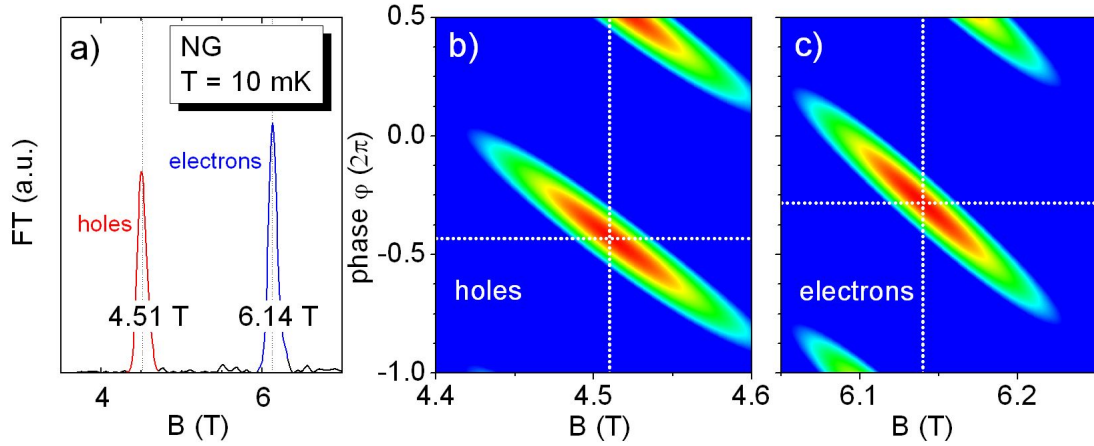 a)
NG
T = 10 mK
electrons
holes
4.51 T
6.14 T
FT (a.u.)
4
6
B (T)
b)
phase φ (2π)
0.5
0.0
-0.5
-1.0
holes
4.4
4.5
4.6
B (T)
c)
electrons
6.1
6.2
B (T)